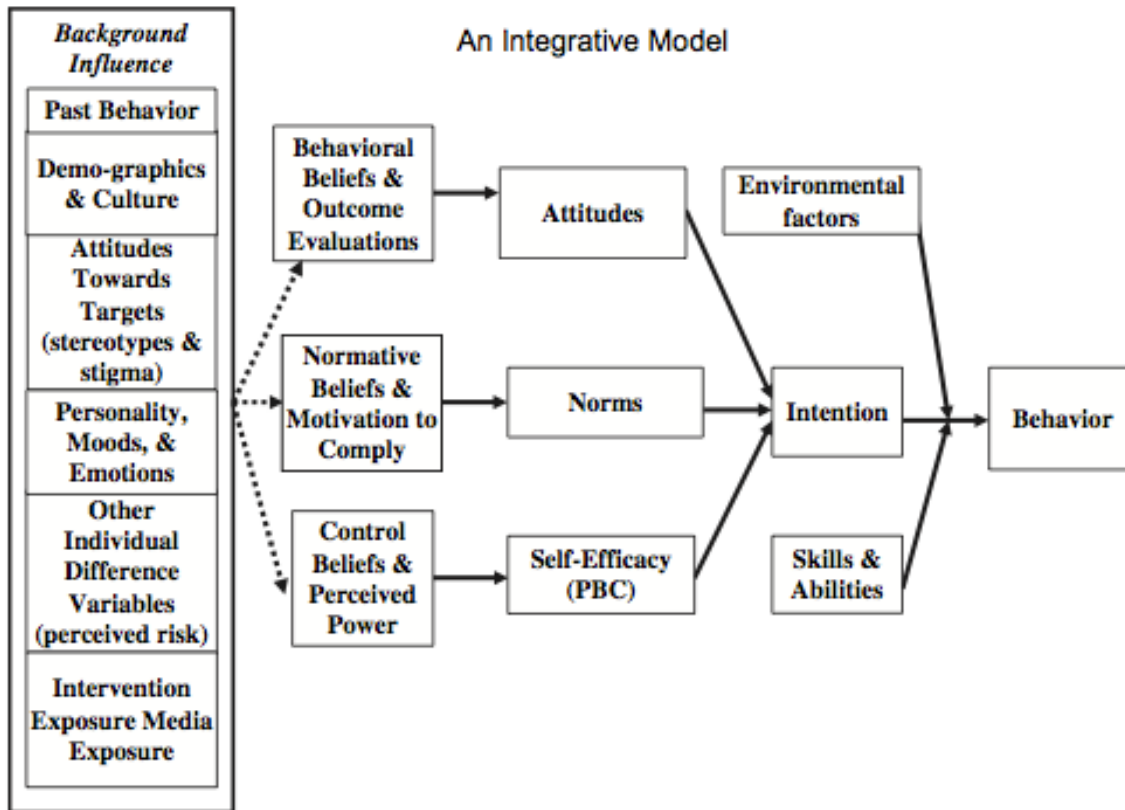 Background
Influence
Past Behavior
Demo-graphics
& Culture
Attitudes
Towards
Targets
(stereotypes &
stigma)
Personality,
Moods, &
Emotions
Other
Individual
Difference
Variables
(perceived risk)
Intervention
Exposure Media
Exposure
An Integrative Model
Behavioral
Beliefs &
Outcome
Evaluations
Attitudes
Environmental
factors
Normative
Beliefs &
Motivation to
Comply
Norms
Intention
Behavior
Control
Beliefs &
Perceived
Power
Self-Efficacy
(PBC)
Skills &
Abilities